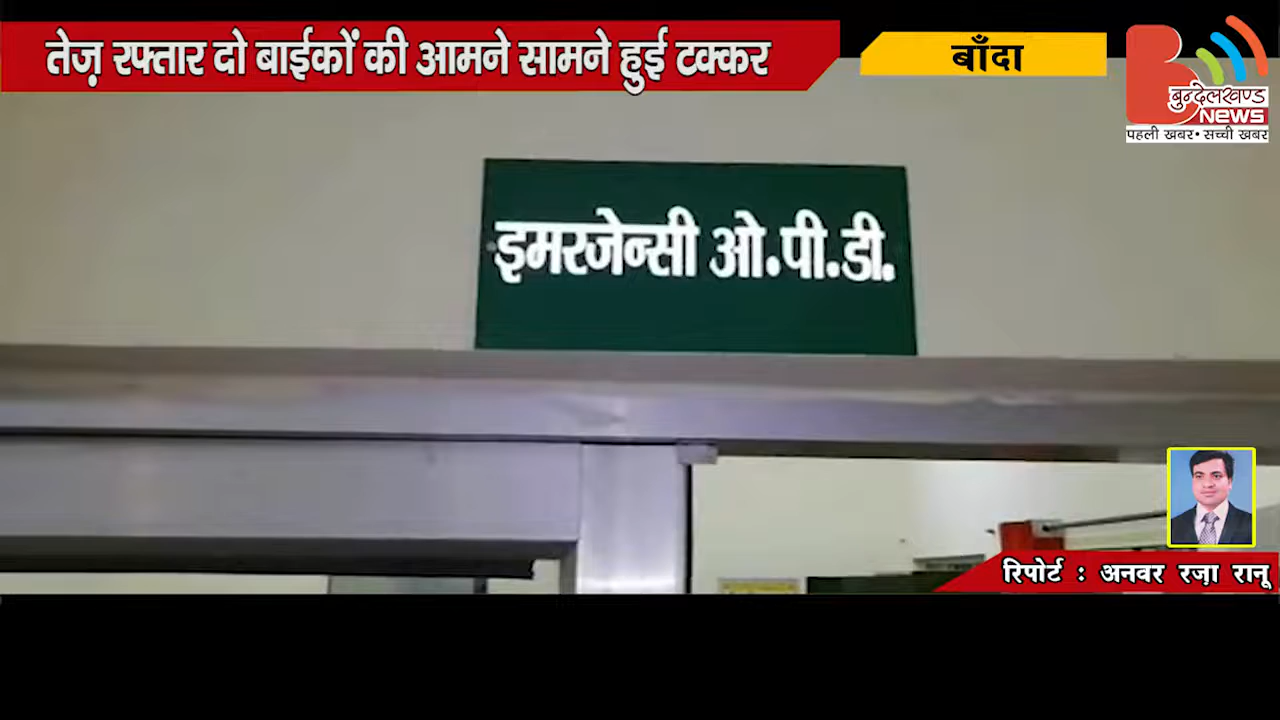 तेज़ रफ्तार दो बाईकों की आमने सामने हुई टक्कर
बाँदा
बुन्देलखण्ड
NEWS
पहली खबर• सच्ची खबर
इमरजेन्सी ओ.पी.डी.
रिपोर्ट : अनवर रज़ा रानू